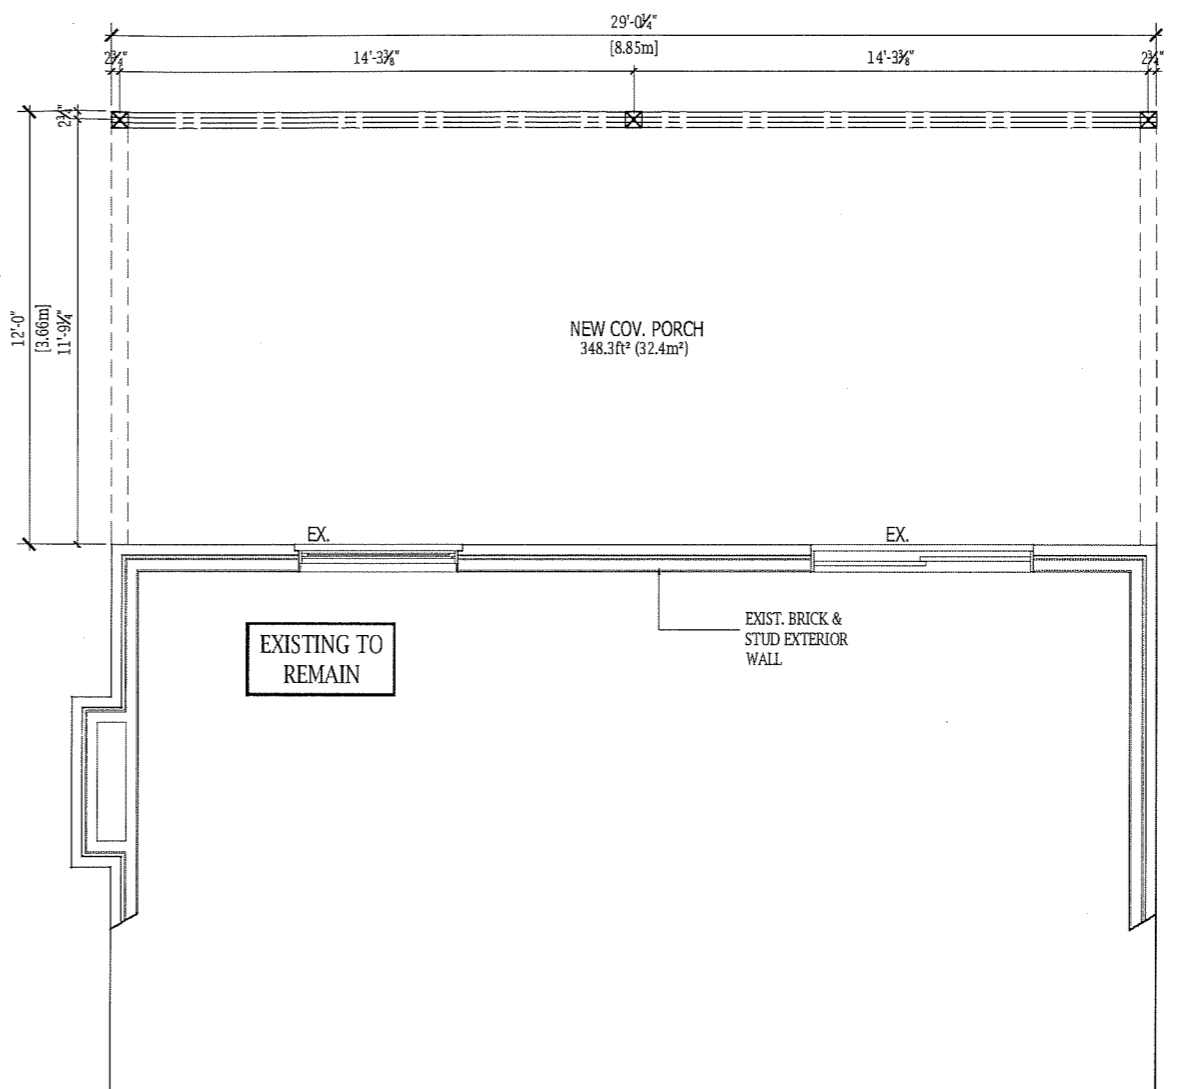 29'-0¼"
[8.85m]
2¾"
14'-3⅜"
14'-3⅜"
2¾"
2¾"
12'-0"
[3.66m]
11'-9¼"
NEW COV. PORCH
348.3ft² (32.4m²)
EX.
EX.
EXISTING TO
REMAIN
EXIST. BRICK &
STUD EXTERIOR
WALL